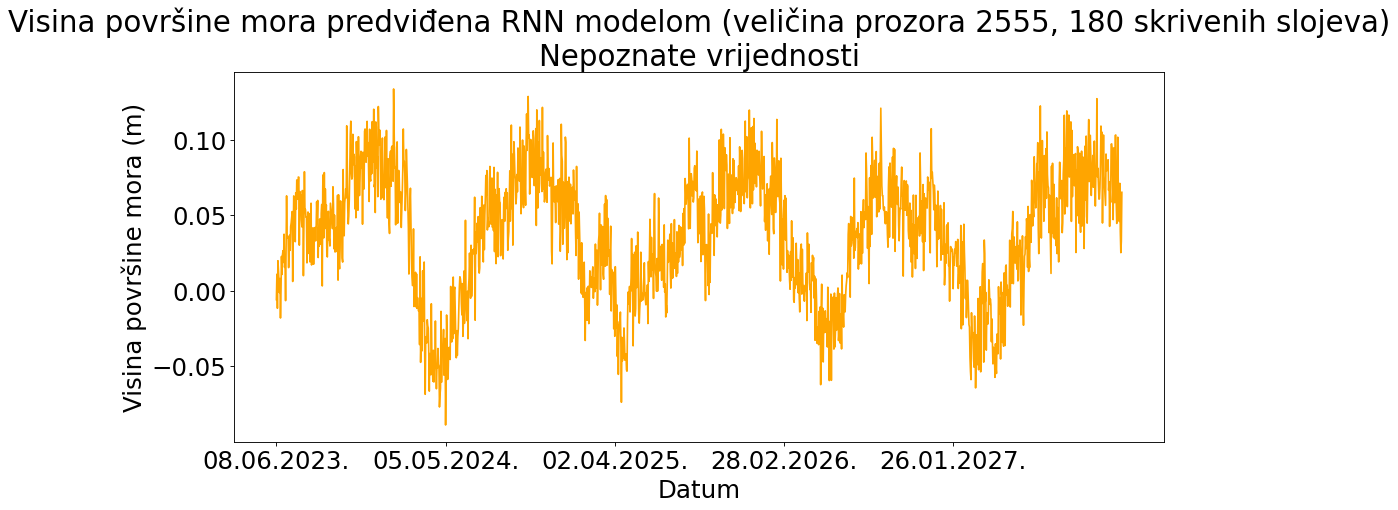 Visina površine mora predviđena RNN modelom (veličina prozora 2555, 180 skrivenih slojeva)
Nepoznate vrijednosti
Visina površine mora (m)
0.10
0.05
0.00
−0.05
08.06.2023. 05.05.2024. 02.04.2025. 28.02.2026. 26.01.2027.
Datum